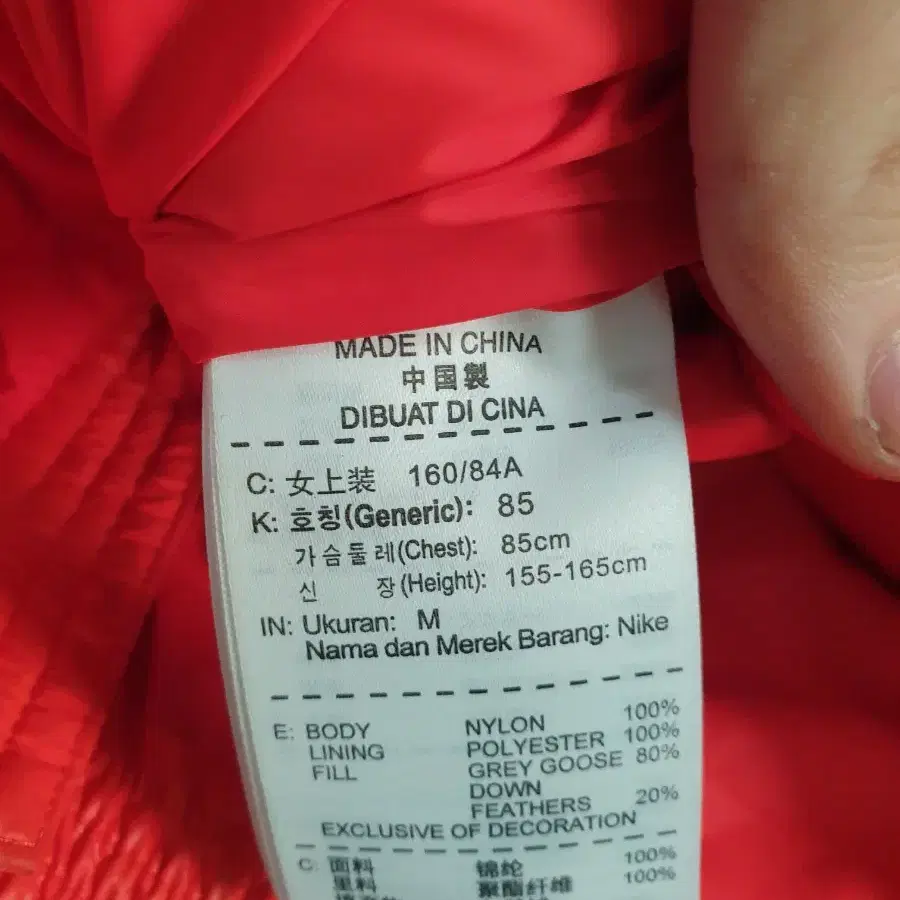 MADE IN CHINA
中国製
DIBUAT DI CINA
C: 女上装 160/84A
K: 호칭(Generic): 85
가슴둘레(Chest): 85cm
신 장(Height): 155-165cm
IN: Ukuran: M
Nama dan Merek Barang: Nike
E: BODY NYLON 100%
LINING POLYESTER 100%
FILL GREY GOOSE 80%
DOWN
FEATHERS 20%
EXCLUSIVE OF DECORATION
C: 面料 锦纶 100%
里料 聚酯纤维 100%